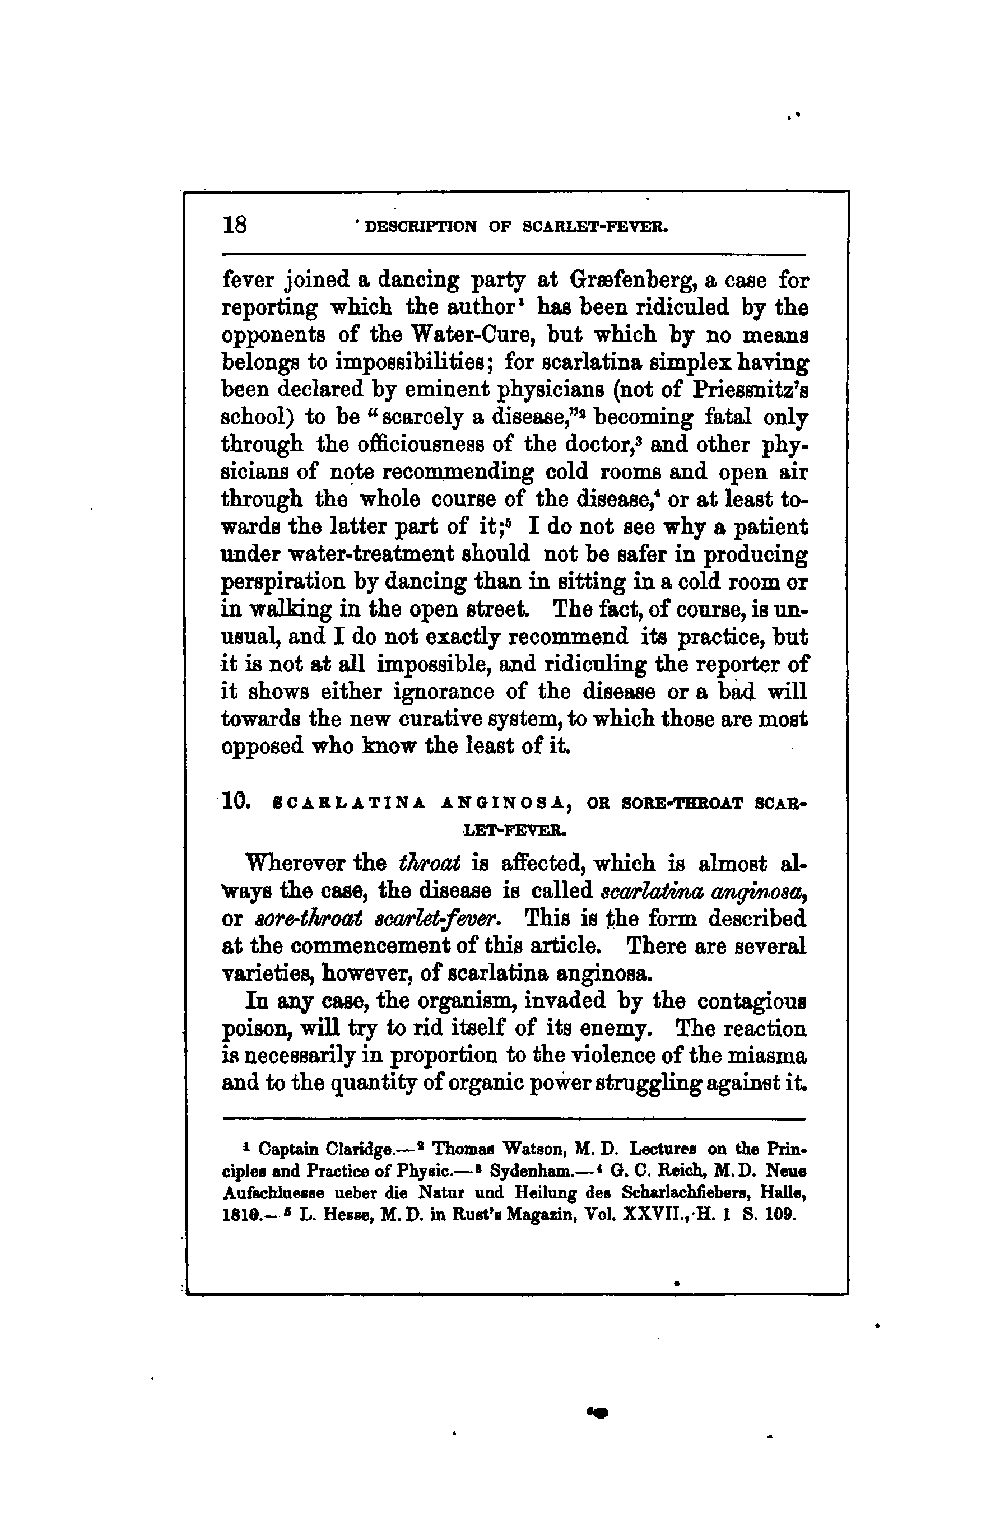 18 DESCRIPTION OF SCARLET-FEVER.
fever joined a dancing party at Græfenberg, a case for
reporting which the author¹ has been ridiculed by the
opponents of the Water-Cure, but which by no means
belongs to impossibilities; for scarlatina simplex having
been declared by eminent physicians (not of Priessnitz's
school) to be "scarcely a disease,"² becoming fatal only
through the officiousness of the doctor,³ and other phy-
sicians of note recommending cold rooms and open air
through the whole course of the disease,⁴ or at least to-
wards the latter part of it;⁵ I do not see why a patient
under water-treatment should not be safer in producing
perspiration by dancing than in sitting in a cold room or
in walking in the open street. The fact, of course, is un-
usual, and I do not exactly recommend its practice, but
it is not at all impossible, and ridiculing the reporter of
it shows either ignorance of the disease or a bad will
towards the new curative system, to which those are most
opposed who know the least of it.
10. SCARLATINA ANGINOSA, OR SORE-THROAT SCAR-
LET-FEVER.
Wherever the throat is affected, which is almost al-
ways the case, the disease is called scarlatina anginosa,
or sore-throat scarlet-fever. This is the form described
at the commencement of this article. There are several
varieties, however, of scarlatina anginosa.
In any case, the organism, invaded by the contagious
poison, will try to rid itself of its enemy. The reaction
is necessarily in proportion to the violence of the miasma
and to the quantity of organic power struggling against it.
¹ Captain Claridge.—² Thomas Watson, M. D. Lectures on the Prin-
ciples and Practice of Physic.—³ Sydenham.—⁴ G. C. Reich, M. D. Neue
Aufschluesse ueber die Natur und Heilung des Scharlachfiebers, Halle,
1810.—⁵ L. Hesse, M. D. in Rust's Magazin, Vol. XXVII., H. 1 S. 109.